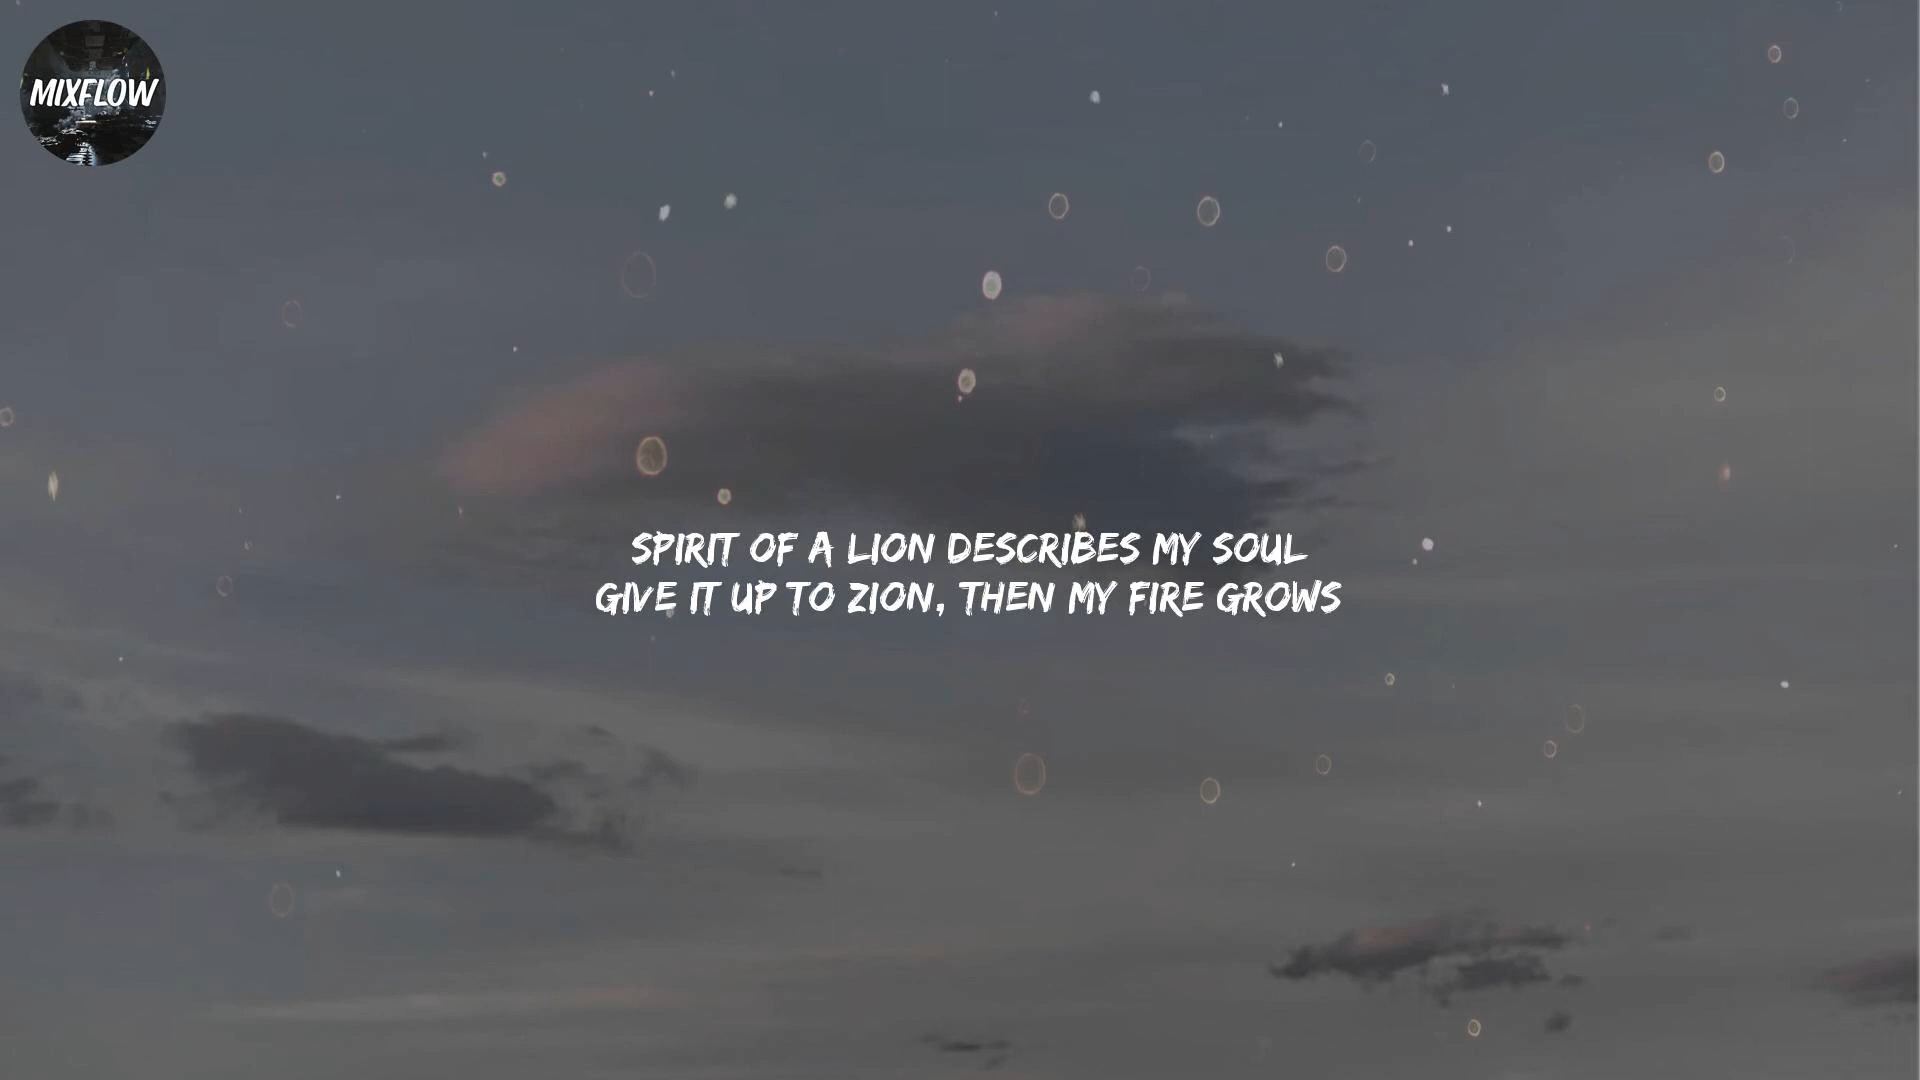 MIXFLOW
SPIRIT OF A LION DESCRIBES MY SOUL
GIVE IT UP TO ZION, THEN MY FIRE GROWS